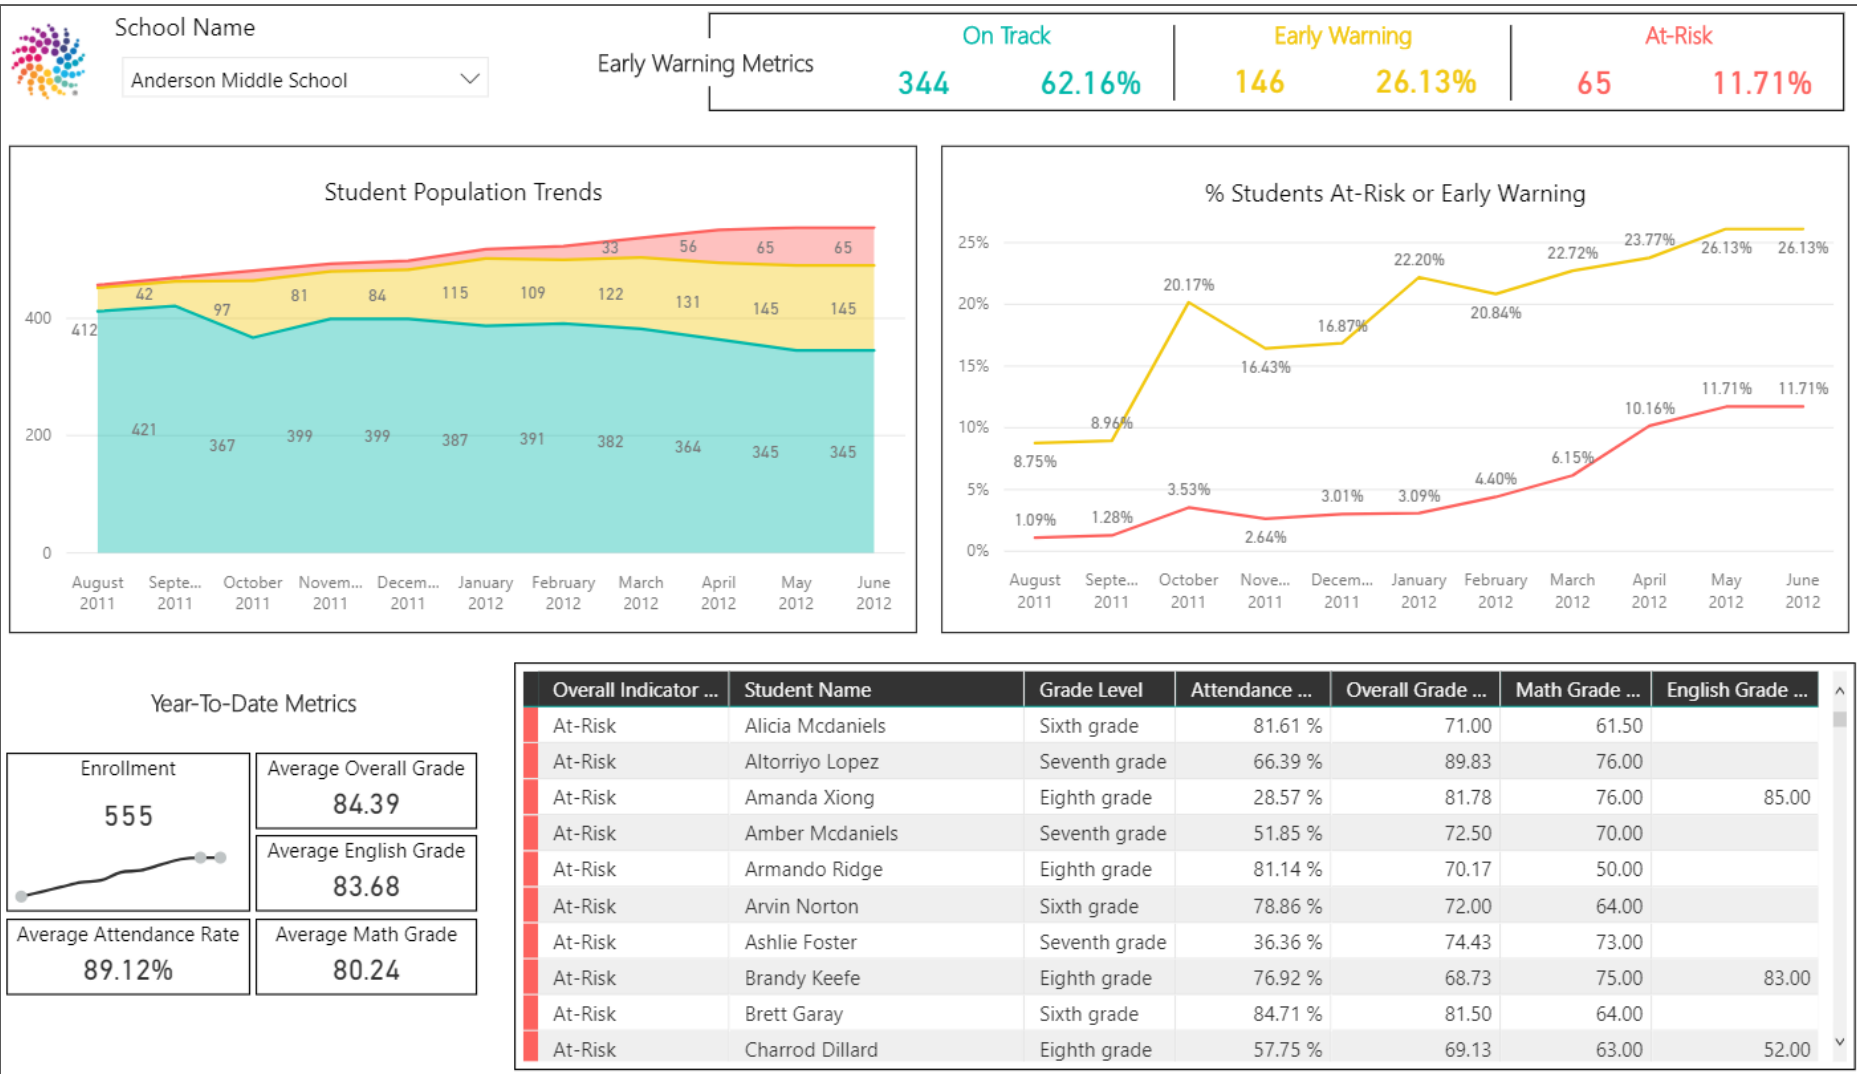 School Name
Anderson Middle School
Early Warning Metrics
On Track
344 62.16%
Early Warning
146 26.13%
At-Risk
65 11.71%
Student Population Trends
400
200
0
33 56 65 65
42 97 81 84 115 109 122 131 145 145
412
421 367 399 399 387 391 382 364 345 345
August Septe... October Novem... Decem... January February March April May June
2011 2011 2011 2011 2011 2012 2012 2012 2012 2012 2012
% Students At-Risk or Early Warning
25%
20%
15%
10%
5%
0%
8.75% 8.96% 20.17% 16.43% 16.87% 22.20% 20.84% 22.72% 23.77% 26.13% 26.13%
1.09% 1.28% 3.53% 2.64% 3.01% 3.09% 4.40% 6.15% 10.16% 11.71% 11.71%
August Septe... October Nove... Decem... January February March April May June
2011 2011 2011 2011 2011 2012 2012 2012 2012 2012 2012
Year-To-Date Metrics
Enrollment
555
Average Overall Grade
84.39
Average English Grade
83.68
Average Attendance Rate
89.12%
Average Math Grade
80.24
Overall Indicator ... Student Name Grade Level Attendance ... Overall Grade ... Math Grade ... English Grade ...
At-Risk Alicia Mcdaniels Sixth grade 81.61 % 71.00 61.50
At-Risk Altorriyo Lopez Seventh grade 66.39 % 89.83 76.00
At-Risk Amanda Xiong Eighth grade 28.57 % 81.78 76.00 85.00
At-Risk Amber Mcdaniels Seventh grade 51.85 % 72.50 70.00
At-Risk Armando Ridge Eighth grade 81.14 % 70.17 50.00
At-Risk Arvin Norton Sixth grade 78.86 % 72.00 64.00
At-Risk Ashlie Foster Seventh grade 36.36 % 74.43 73.00
At-Risk Brandy Keefe Eighth grade 76.92 % 68.73 75.00 83.00
At-Risk Brett Garay Sixth grade 84.71 % 81.50 64.00
At-Risk Charrod Dillard Eighth grade 57.75 % 69.13 63.00 52.00